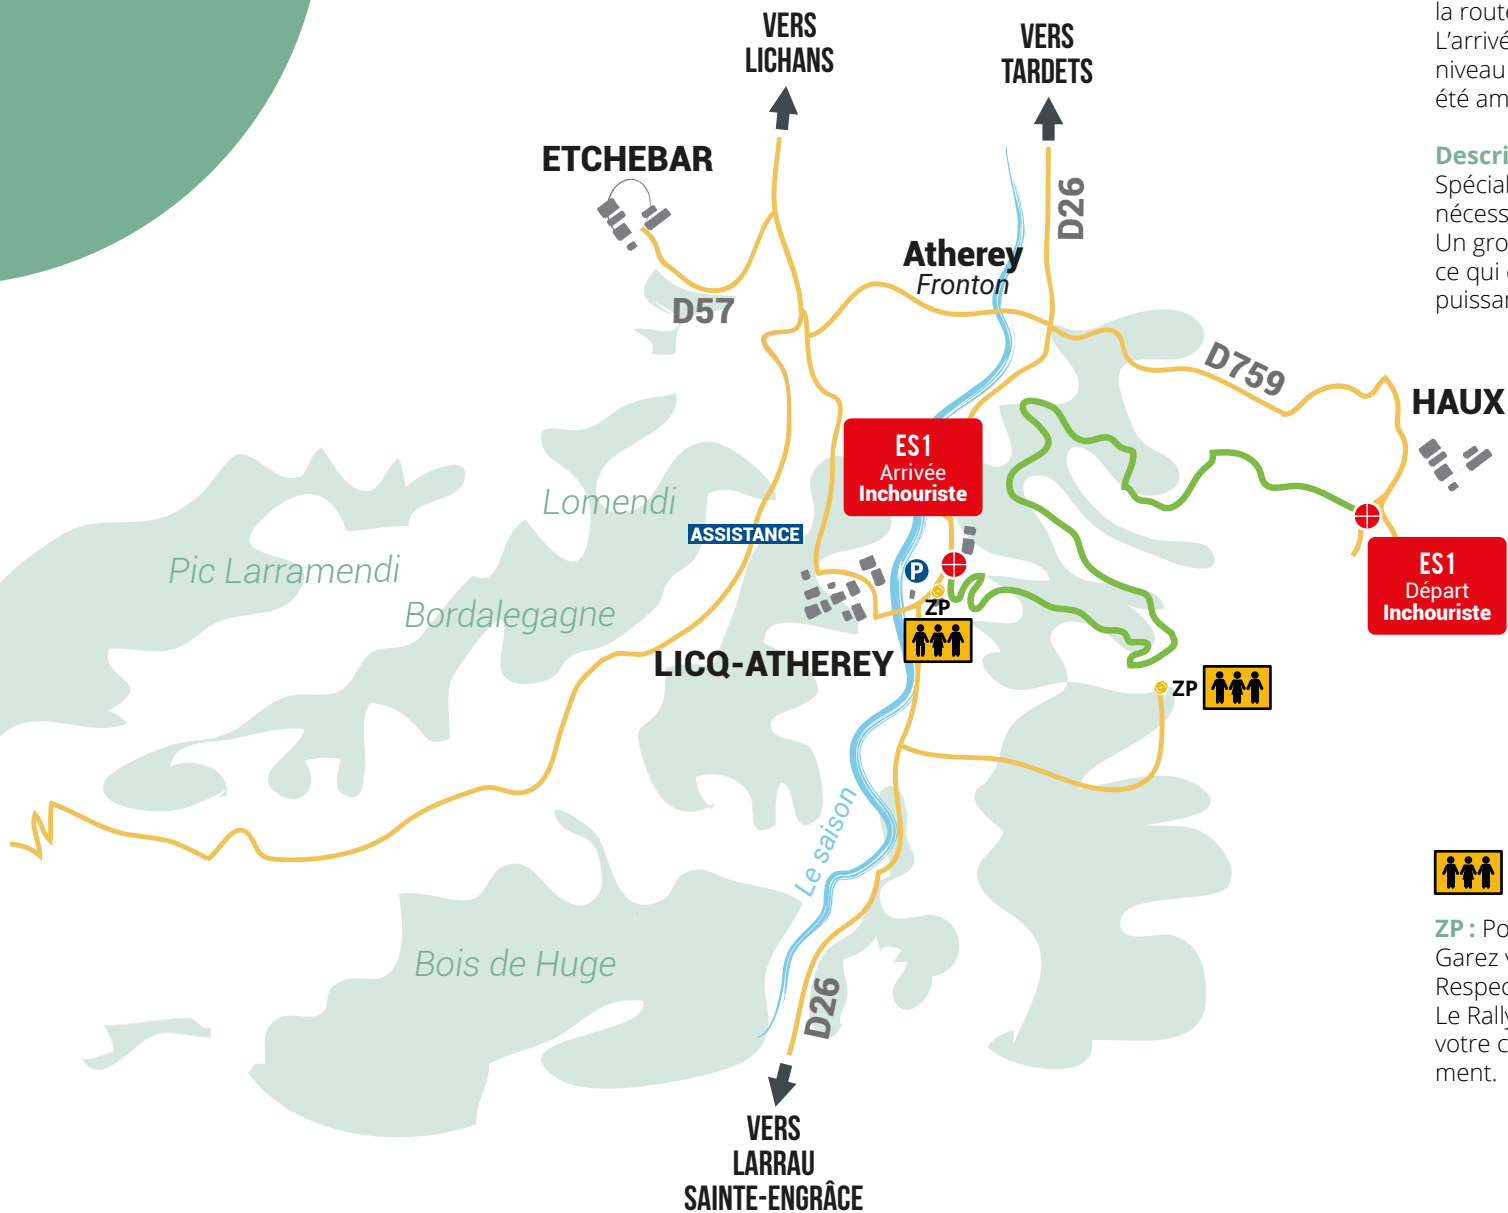 VERS
LICHANS
VERS
TARDETS
ETCHEBAR
D26
Atherey
Fronton
D57
D759
HAUX
ES1
Arrivée
Inchouriste
Lomendi
ASSISTANCE
Pic Larramendi
Bordalegagne
P
ZP
ES1
Départ
Inchouriste
LICQ-ATHEREY
ZP
Le saison
Bois de Huge
D26
VERS
LARRAU
SAINTE-ENGRÂCE
la route
L'arrivé
niveau
été am
Descri
Spécial
nécess
Un gro
ce qui
puissan
ZP : Po
Garez v
Respec
Le Rally
votre c
ment.